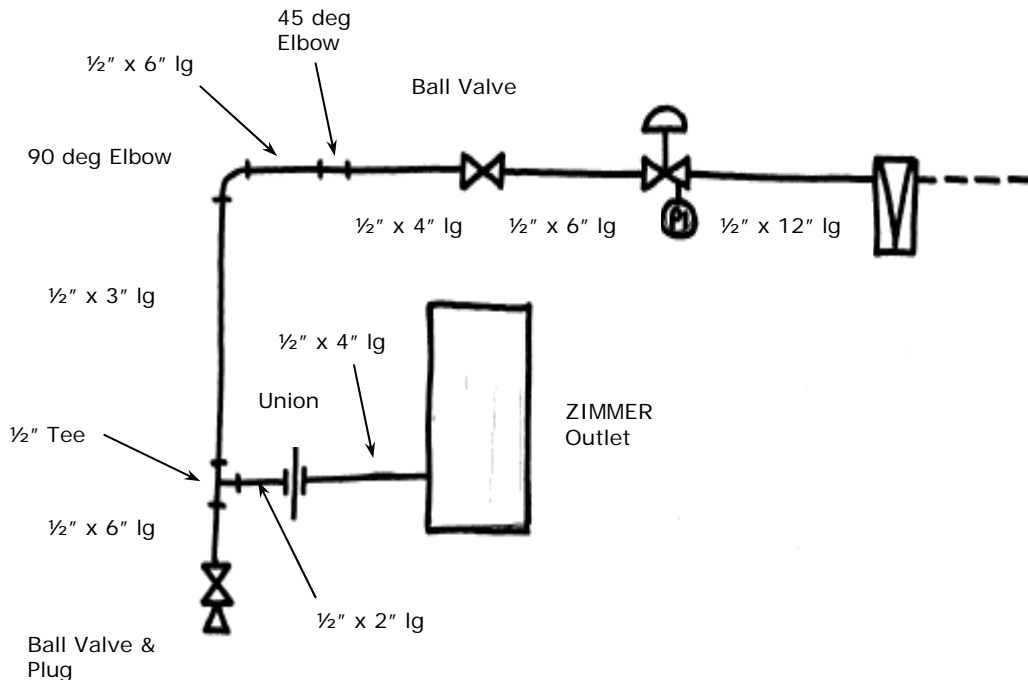 45 deg
Elbow
½” x 6” lg
Ball Valve
90 deg Elbow
½” x 4” lg
½” x 6” lg
PI
½” x 12” lg
½” x 3” lg
½” x 4” lg
Union
ZIMMER
Outlet
½” Tee
½” x 6” lg
½” x 2” lg
Ball Valve &
Plug